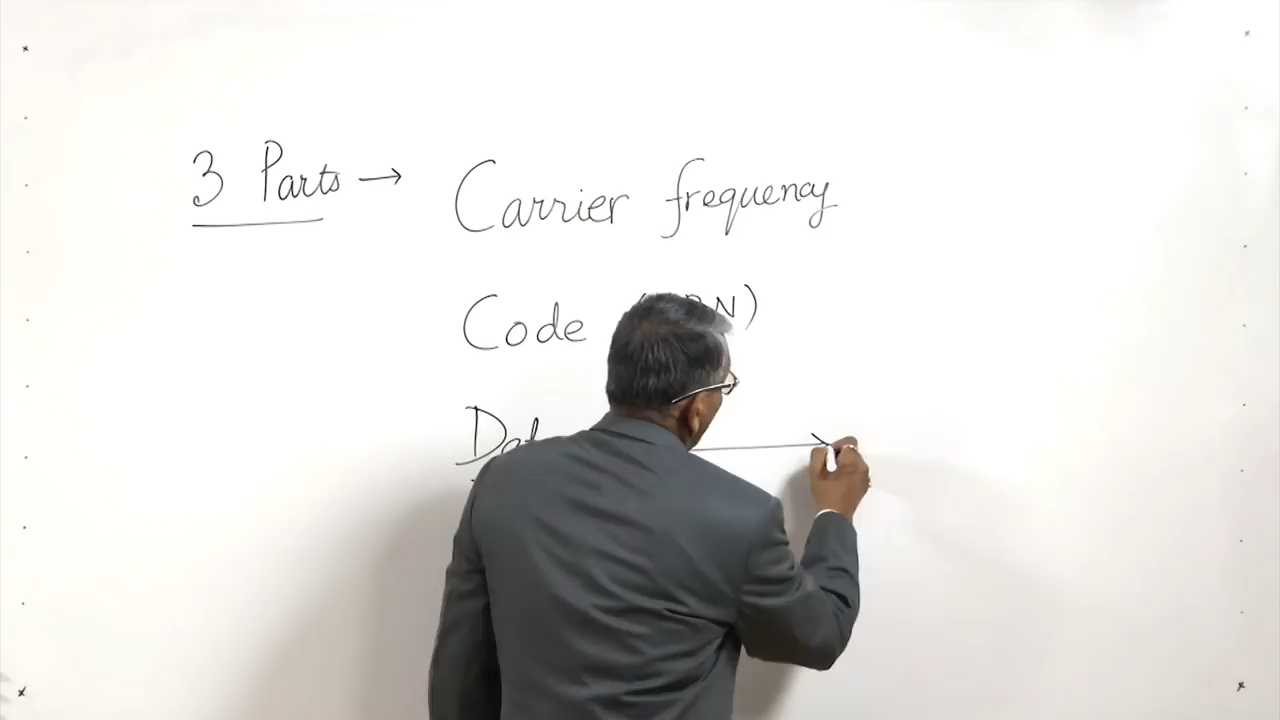 3 Parts → Carrier frequency
Code